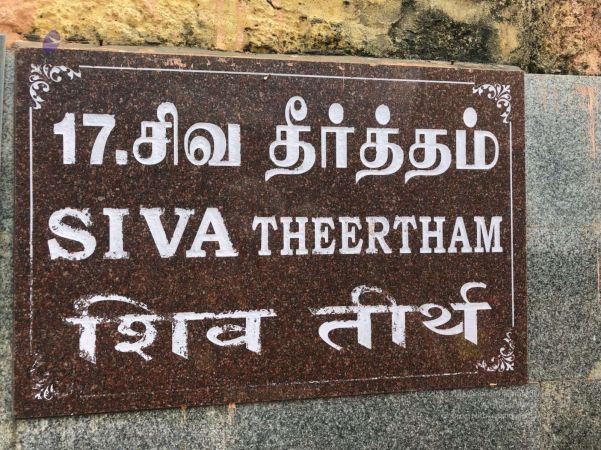 17.சிவ தீர்த்தம்
SIVA THEERTHAM
शिव तीर्थ